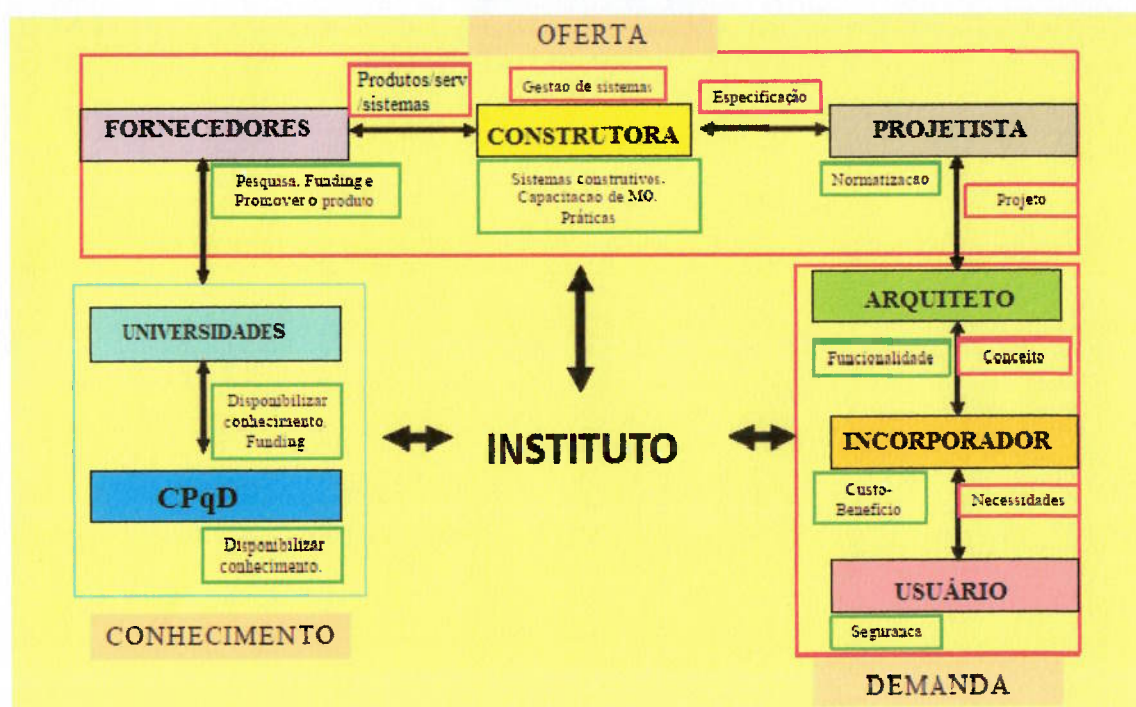 OFERTA
Produtos/serv
/sistemas
Gestao de sistemas
Especificação
FORNECEDORES
CONSTRUTORA
PROJETISTA
Pesquisa. Funding e
Promover o produto
Sistemas construtivos.
Capacitacao de MO.
Práticas
Normatizacao
Projeto
UNIVERSIDADES
ARQUITETO
Funcionalidade
Conceito
Disponibilizar
conhecimento.
Funding
INSTITUTO
INCORPORADOR
CPqD
Custo-
Beneficio
Necessidades
Disponibilizar
conhecimento.
USUÁRIO
Seguranca
CONHECIMENTO
DEMANDA